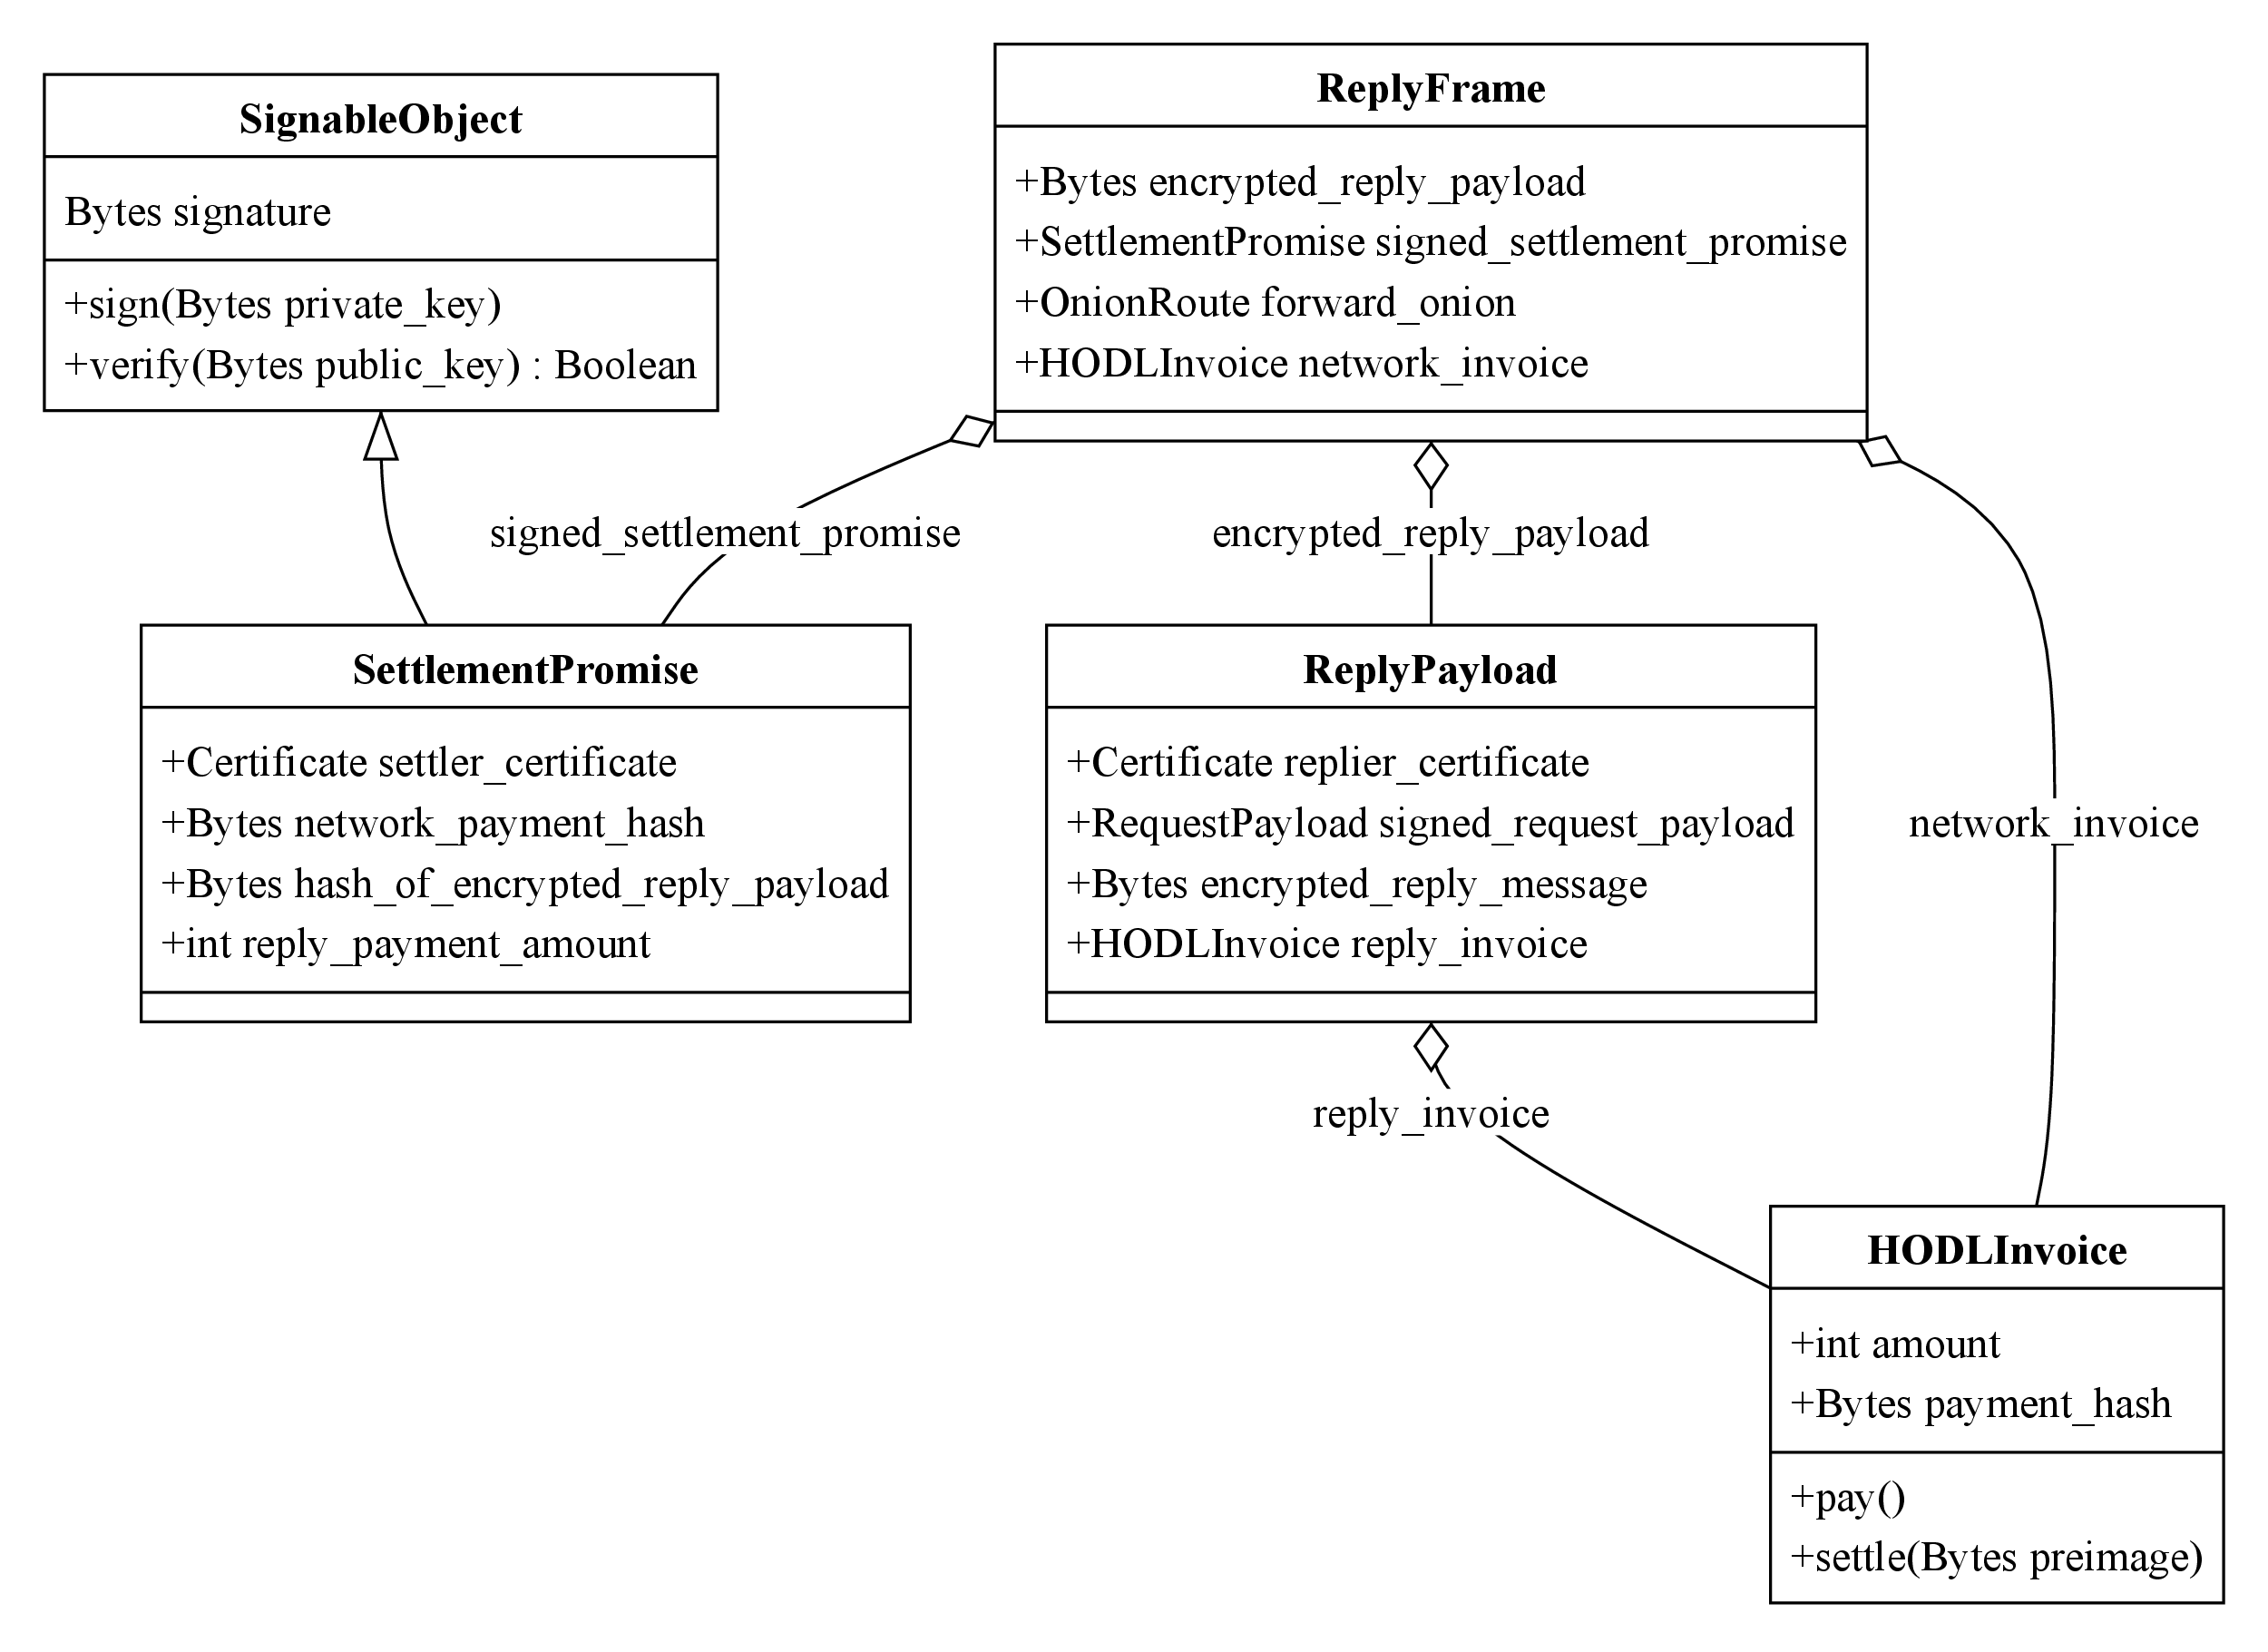 SignableObject
Bytes signature
+sign(Bytes private_key)
+verify(Bytes public_key) : Boolean
ReplyFrame
+Bytes encrypted_reply_payload
+SettlementPromise signed_settlement_promise
+OnionRoute forward_onion
+HODLInvoice network_invoice
signed_settlement_promise
encrypted_reply_payload
SettlementPromise
+Certificate settler_certificate
+Bytes network_payment_hash
+Bytes hash_of_encrypted_reply_payload
+int reply_payment_amount
ReplyPayload
+Certificate replier_certificate
+RequestPayload signed_request_payload
+Bytes encrypted_reply_message
+HODLInvoice reply_invoice
network_invoice
reply_invoice
HODLInvoice
+int amount
+Bytes payment_hash
+pay()
+settle(Bytes preimage)